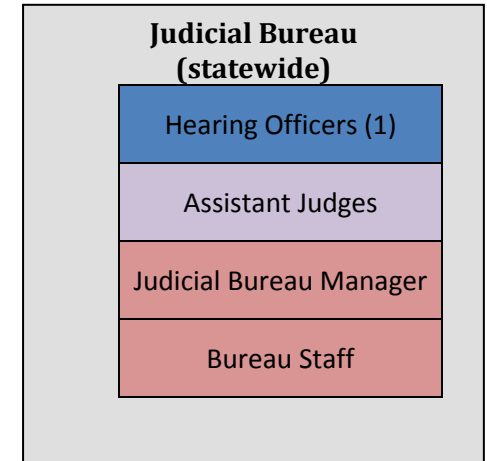 Judicial Bureau
(statewide)
Hearing Officers (1)
Assistant Judges
Judicial Bureau Manager
Bureau Staff